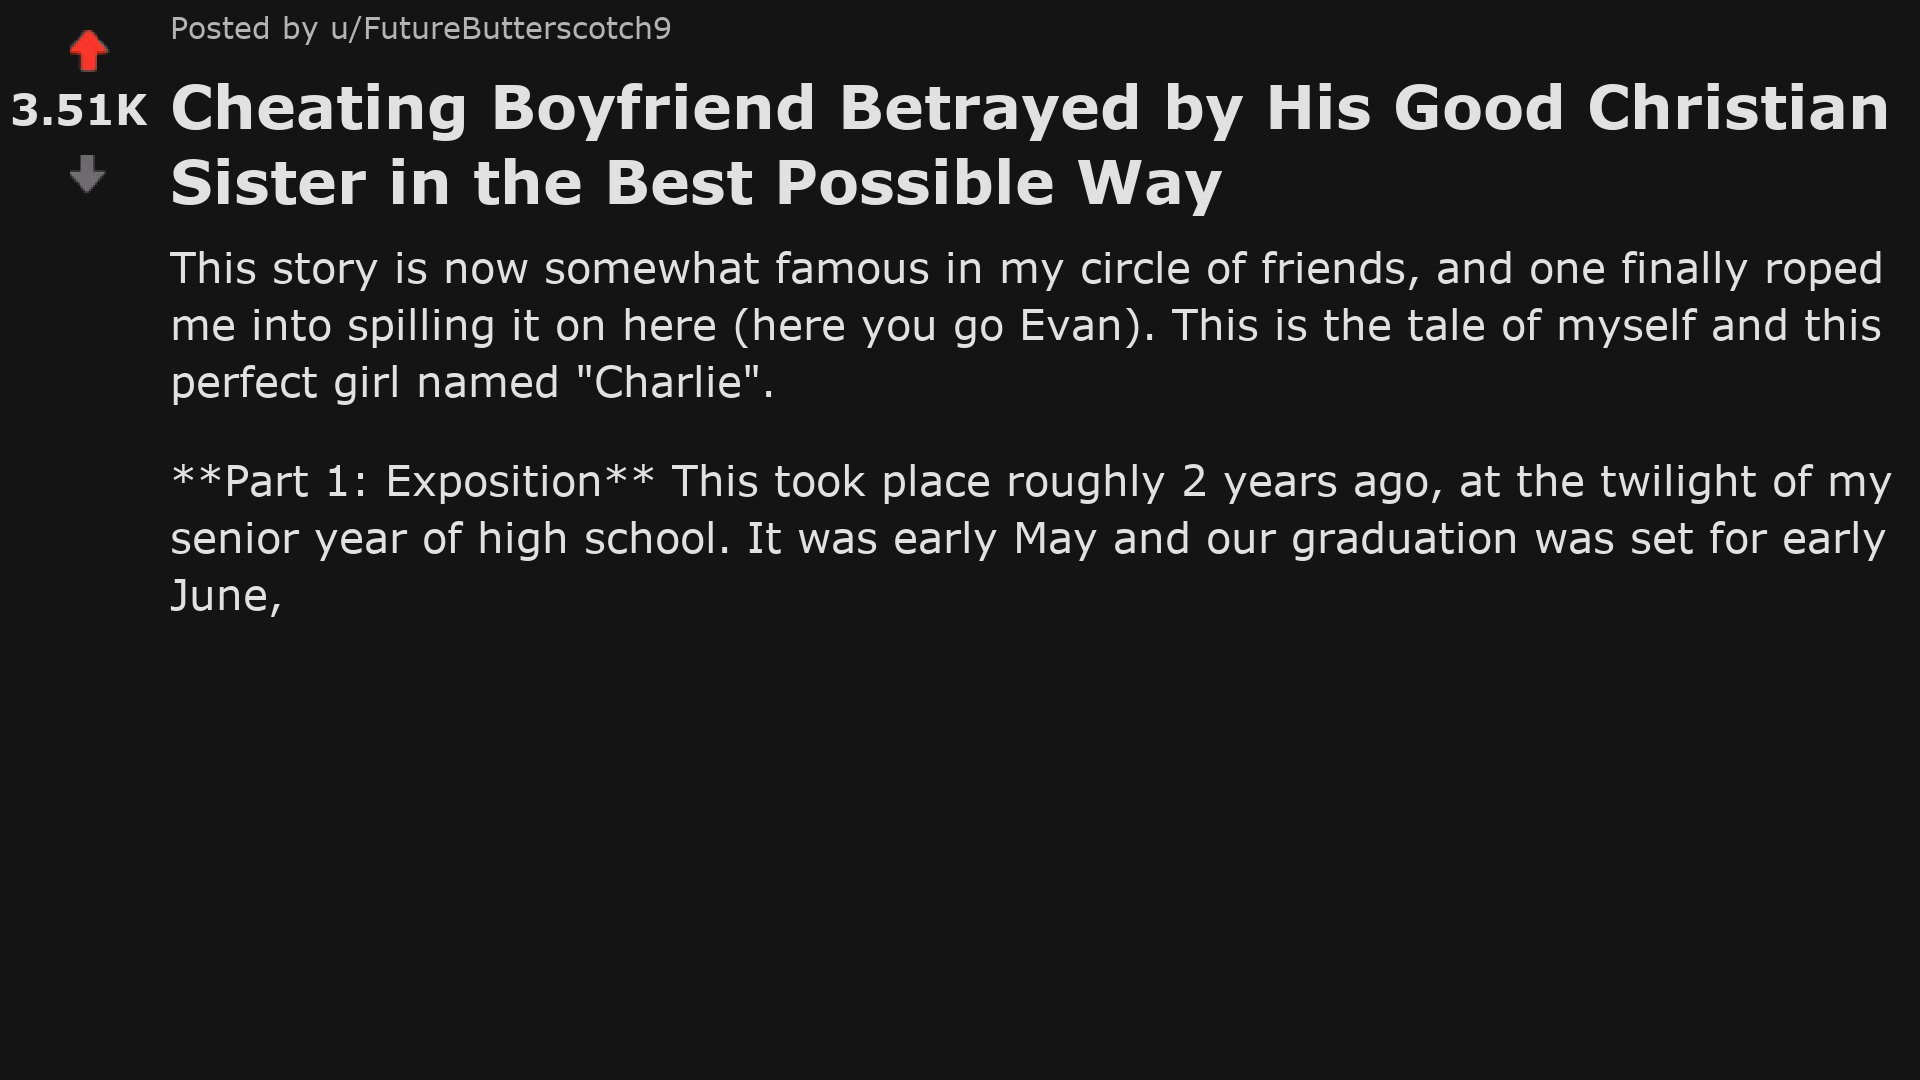 Posted by u/FutureButterscotch9
3.51K
Cheating Boyfriend Betrayed by His Good Christian
Sister in the Best Possible Way
This story is now somewhat famous in my circle of friends, and one finally roped
me into spilling it on here (here you go Evan). This is the tale of myself and this
perfect girl named "Charlie".
**Part 1: Exposition** This took place roughly 2 years ago, at the twilight of my
senior year of high school. It was early May and our graduation was set for early
June,